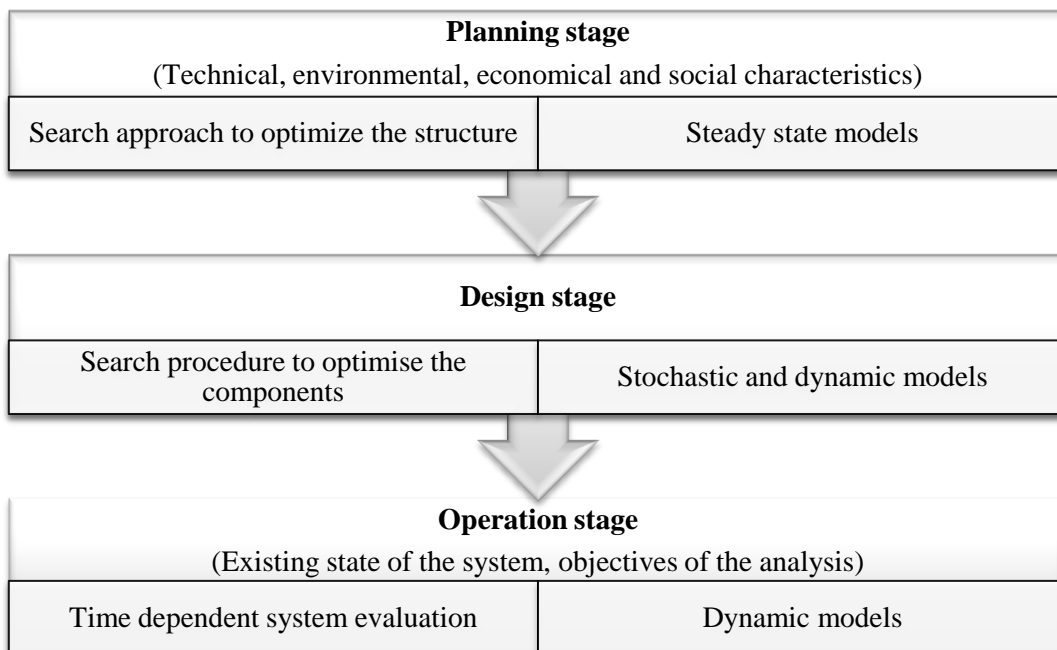 Planning stage
(Technical, environmental, economical and social characteristics)
Search approach to optimize the structure
Steady state models
Design stage
Search procedure to optimise the
components
Stochastic and dynamic models
Operation stage
(Existing state of the system, objectives of the analysis)
Time dependent system evaluation
Dynamic models